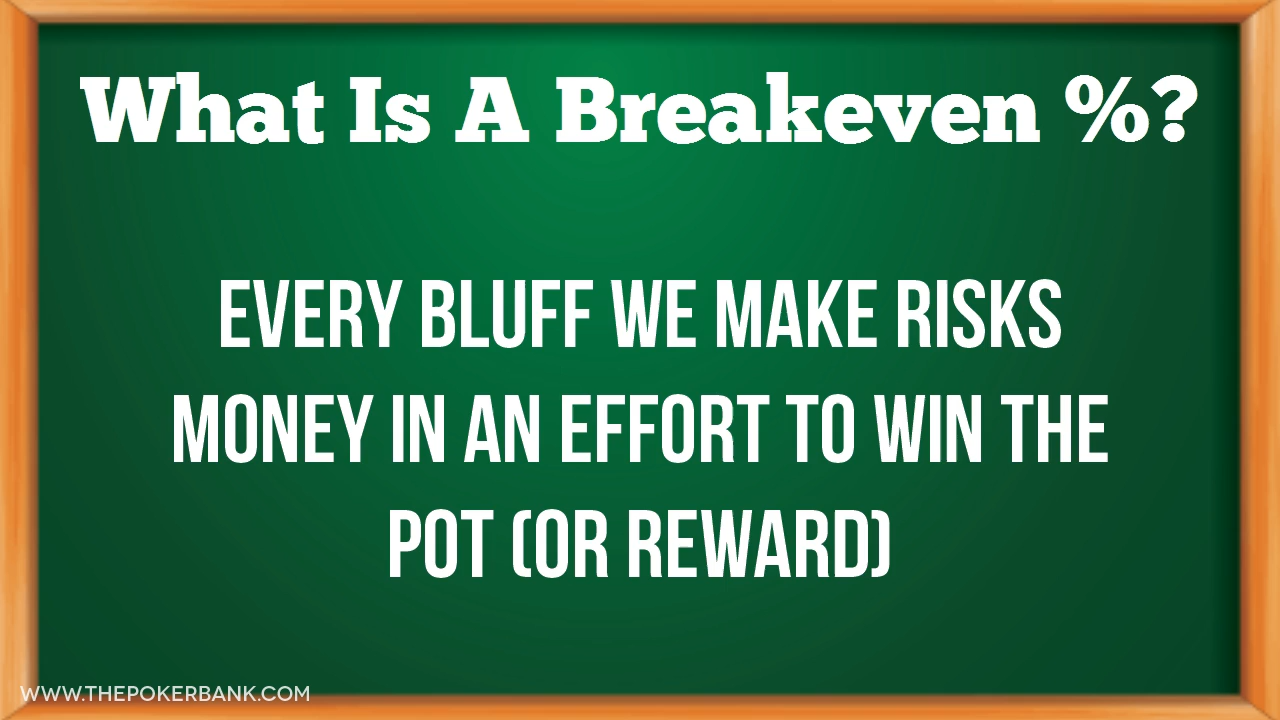 What Is A Breakeven %?
EVERY BLUFF WE MAKE RISKS
MONEY IN AN EFFORT TO WIN THE
POT (OR REWARD)
WWW.THEPOKERBANK.COM